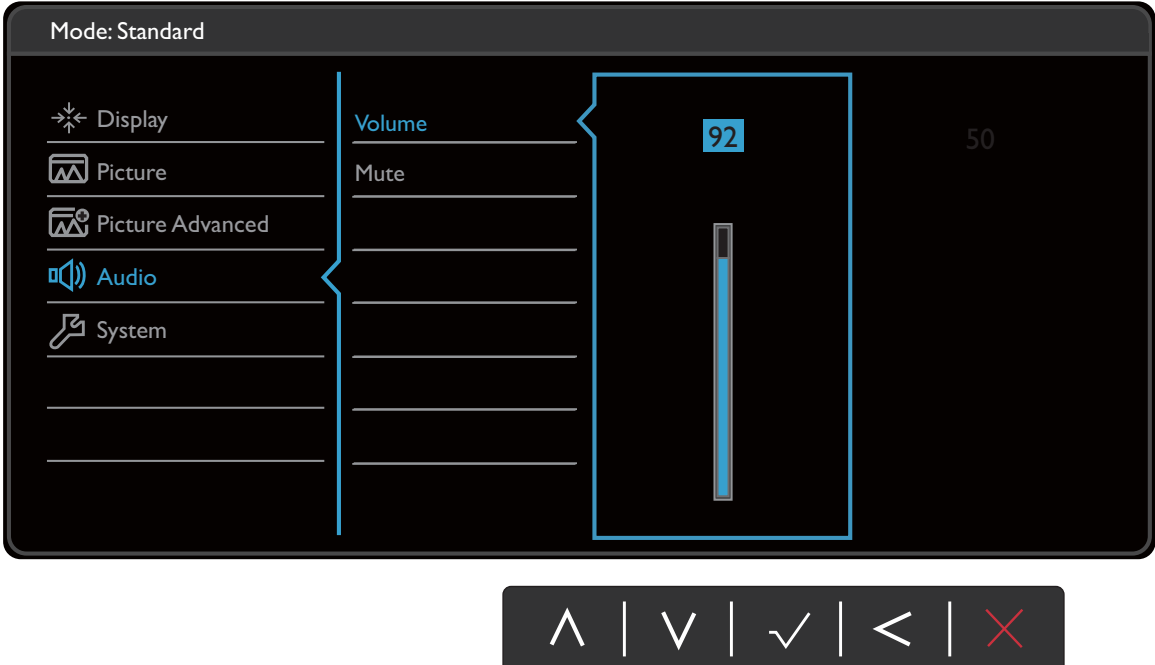 Mode: Standard
Display
Picture
Picture Advanced
Audio
System
Volume
Mute
92
50